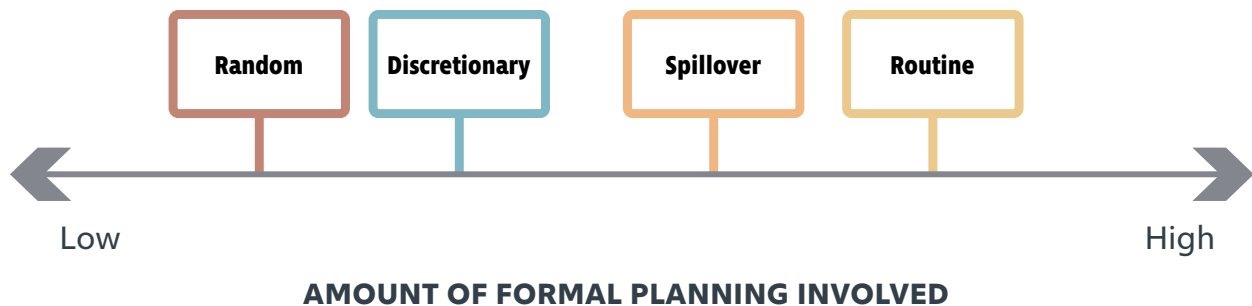 Random
Discretionary
Spillover
Routine
Low
High
AMOUNT OF FORMAL PLANNING INVOLVED